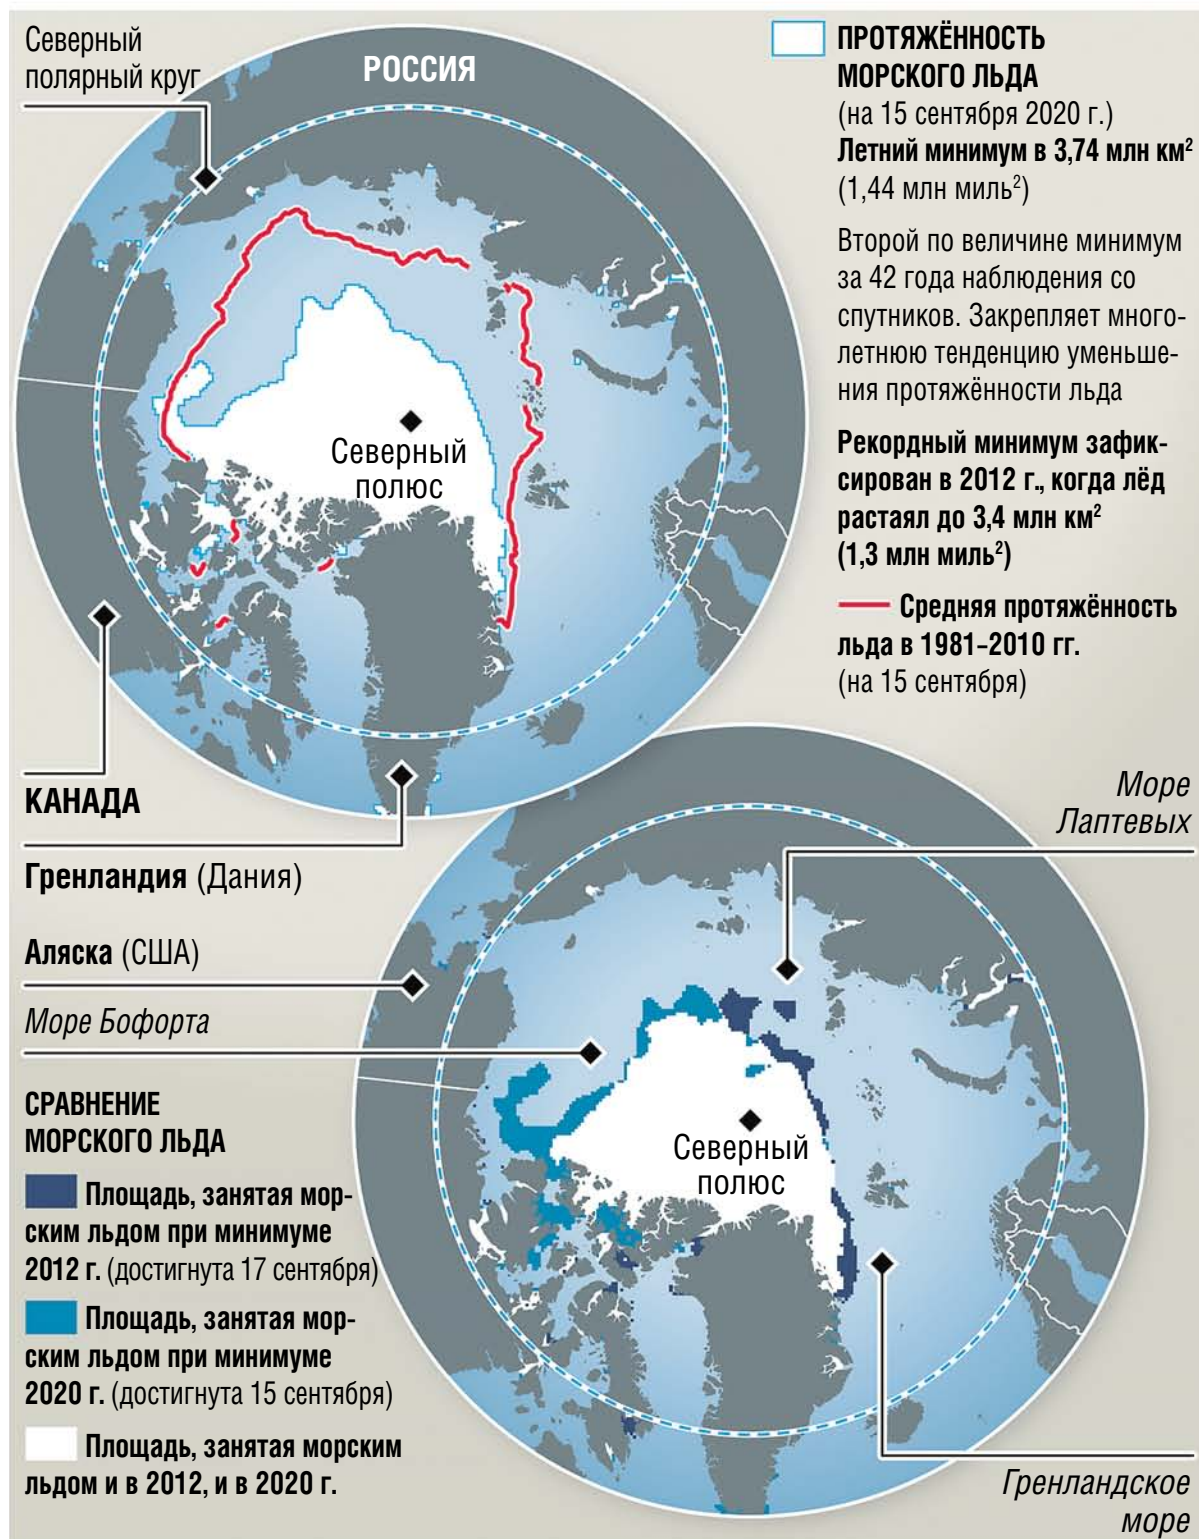 Северный
полярный круг
РОССИЯ
Северный
полюс
КАНАДА
Гренландия (Дания)
ПРОТЯЖЁННОСТЬ
МОРСКОГО ЛЬДА
(на 15 сентября 2020 г.)
Летний минимум в 3,74 млн км²
(1,44 млн миль²)
Второй по величине минимум
за 42 года наблюдения со
спутников. Закрепляет много-
летнюю тенденцию уменьше-
ния протяжённости льда
Рекордный минимум зафик-
сирован в 2012 г., когда лёд
растаял до 3,4 млн км²
(1,3 млн миль²)
Средняя протяжённость
льда в 1981–2010 гг.
(на 15 сентября)
Море
Лаптевых
Аляска (США)
Море Бофорта
Северный
полюс
СРАВНЕНИЕ
МОРСКОГО ЛЬДА
Площадь, занятая мор-
ским льдом при минимуме
2012 г. (достигнута 17 сентября)
Площадь, занятая мор-
ским льдом при минимуме
2020 г. (достигнута 15 сентября)
Площадь, занятая морским
льдом и в 2012, и в 2020 г.
Гренландское
море